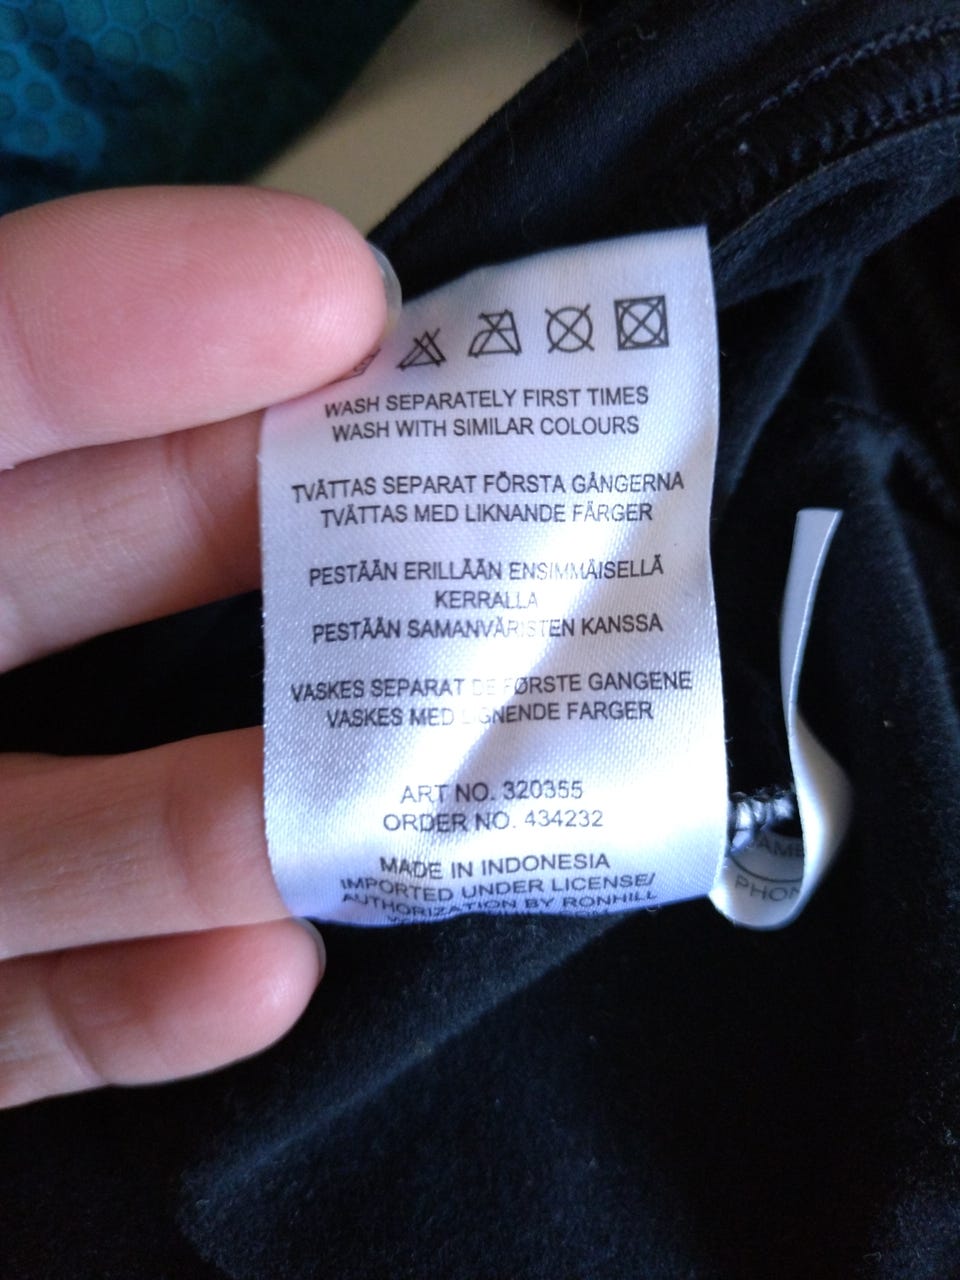 WASH SEPARATELY FIRST TIMES
WASH WITH SIMILAR COLOURS
TVÄTTAS SEPARAT FÖRSTA GÅNGERNA
TVÄTTAS MED LIKNANDE FÄRGER
PESTÄÄN ERILLÄÄN ENSIMMÄISELLÄ
KERRALLA
PESTÄÄN SAMANVÄRISTEN KANSSA
VASKES SEPARAT DE FØRSTE GANGENE
VASKES MED LIGNENDE FARGER
ART NO. 320355
ORDER NO. 434232
MADE IN INDONESIA
IMPORTED UNDER LICENSE/
AUTHORIZATION BY RONHILL
AME
PHON